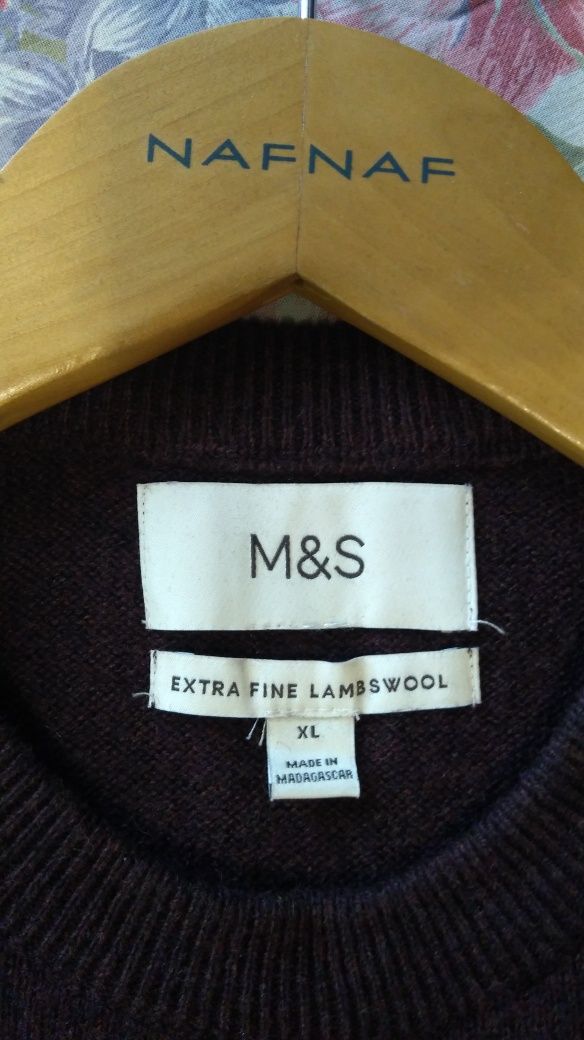 NAFNAF
M&S
EXTRA FINE LAMBSWOOL
XL
MADE IN
MADAGASCAR